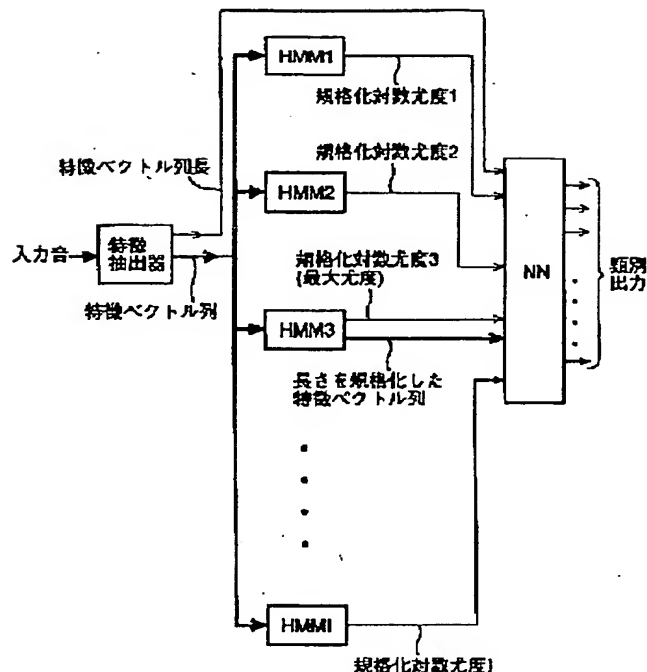 HMM1
規格化対数尤度1
特徴ベクトル列長
規格化対数尤度2
HMM2
入力音
特徴
抽出器
特徴ベクトル列
規格化対数尤度3
(最大尤度)
HMM3
長さを規格化した
特徴ベクトル列
NN
類別
出力
HMMI
規格化対数尤度I